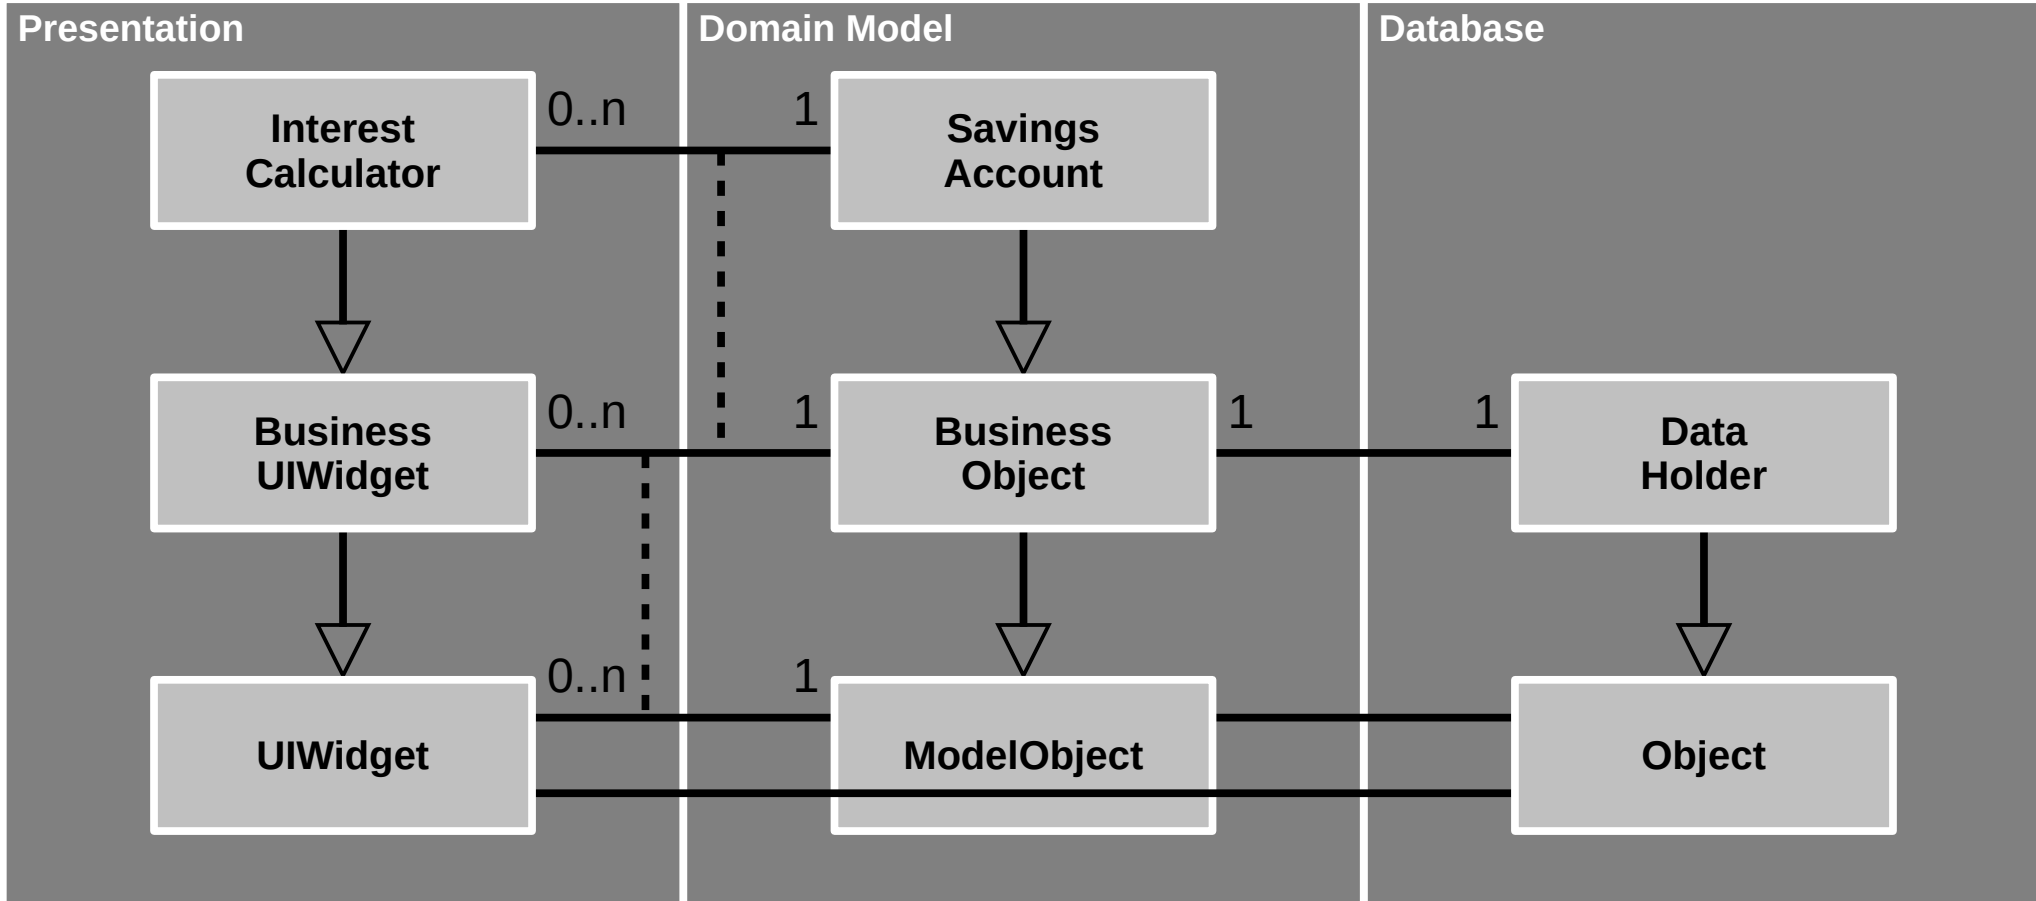 Presentation
Domain Model
Database
Interest
Calculator
0..n
1
Savings
Account
Business
UIWidget
0..n
1
Business
Object
1
1
Data
Holder
UIWidget
0..n
1
ModelObject
Object